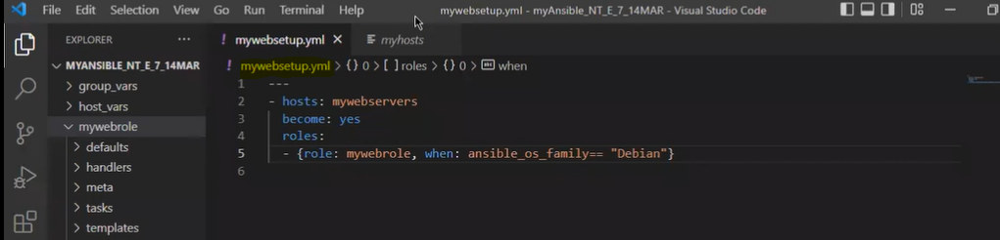 File Edit Selection View Go Run Terminal Help mywebsetup.yml - myAnsible_NT_E_7_14MAR - Visual Studio Code
EXPLORER ··· ! mywebsetup.yml × myhosts
MYANSIBLE_NT_E_7_14MAR ! mywebsetup.yml > {} 0 > [ ] roles > {} 0 > when
group_vars
host_vars
mywebrole
defaults
handlers
meta
tasks
templates
1 ---
2 - hosts: mywebservers
3 become: yes
4 roles:
5 - {role: mywebrole, when: ansible_os_family== "Debian"}
6